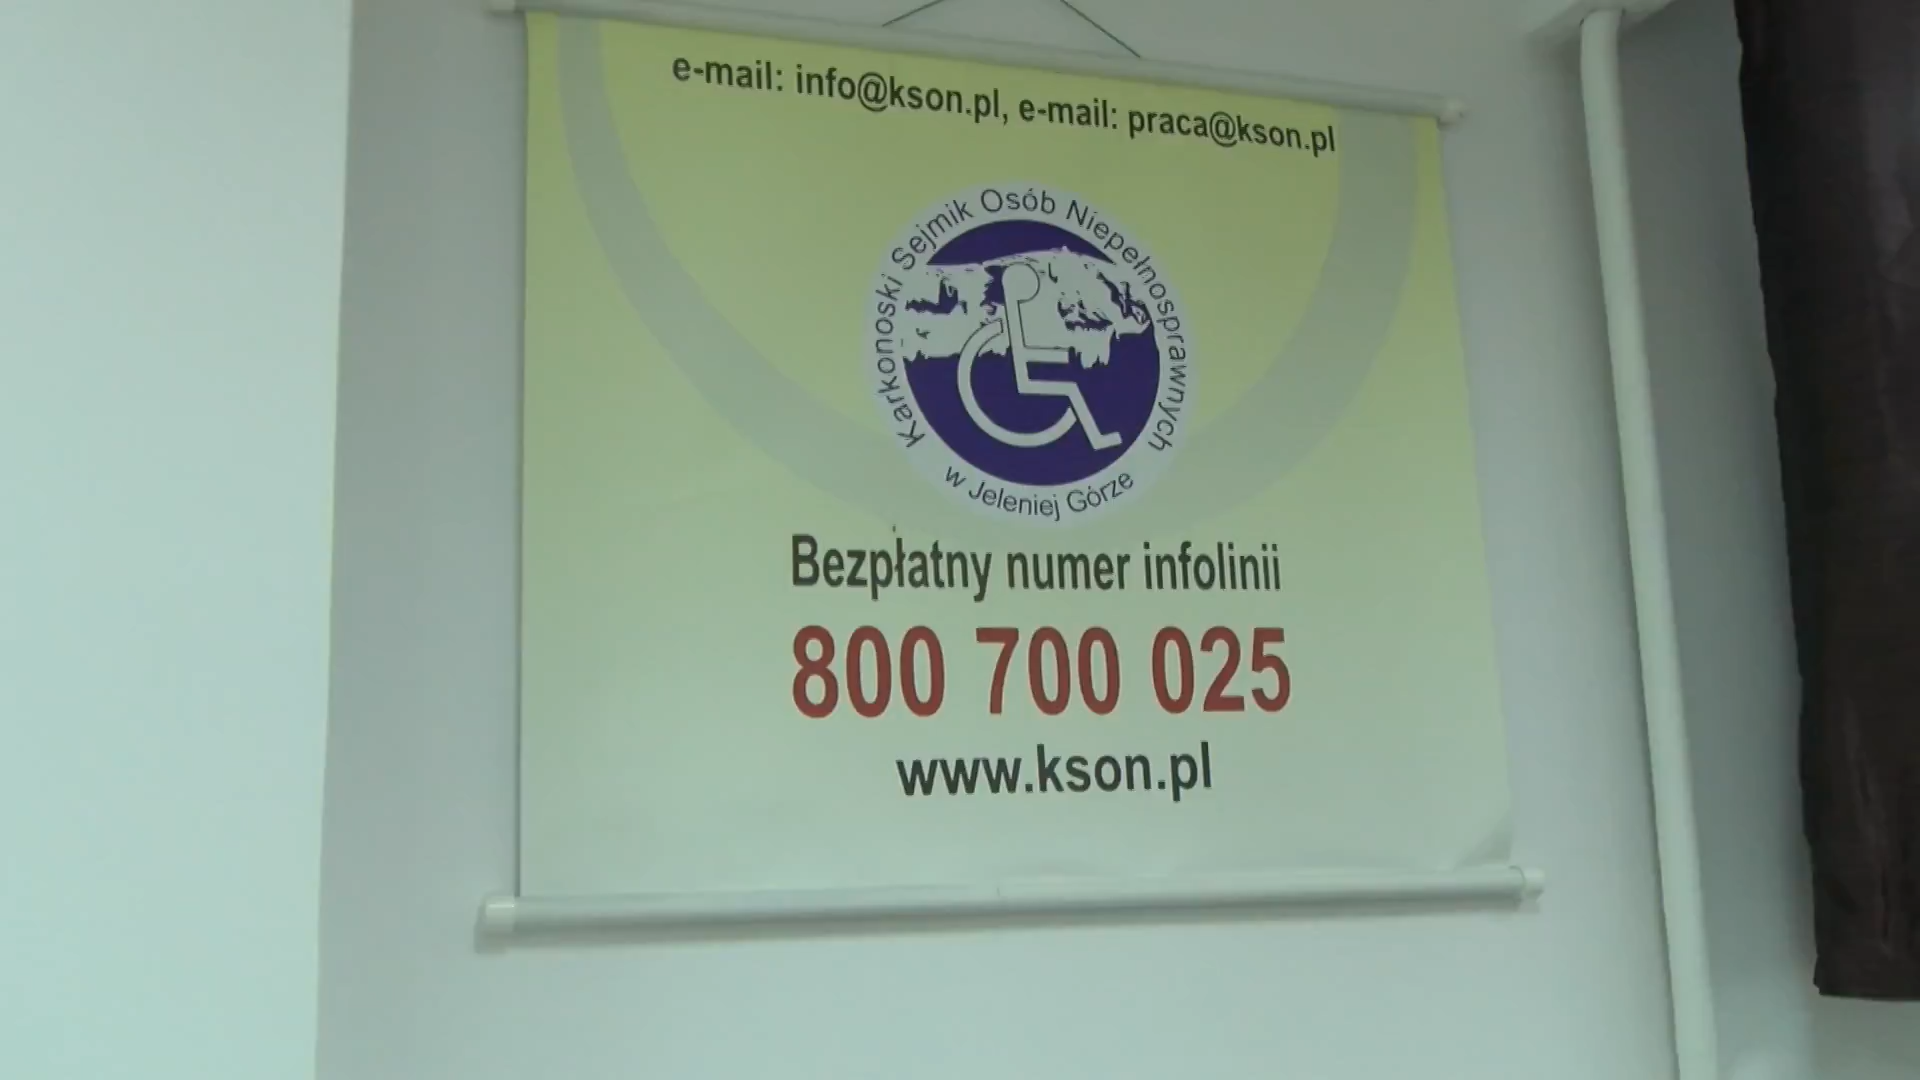 e-mail: info@kson.pl, e-mail: praca@kson.pl
Karkonoski Sejmik Osób Niepełnosprawnych
w Jeleniej Górze
Bezpłatny numer infolinii
800 700 025
www.kson.pl